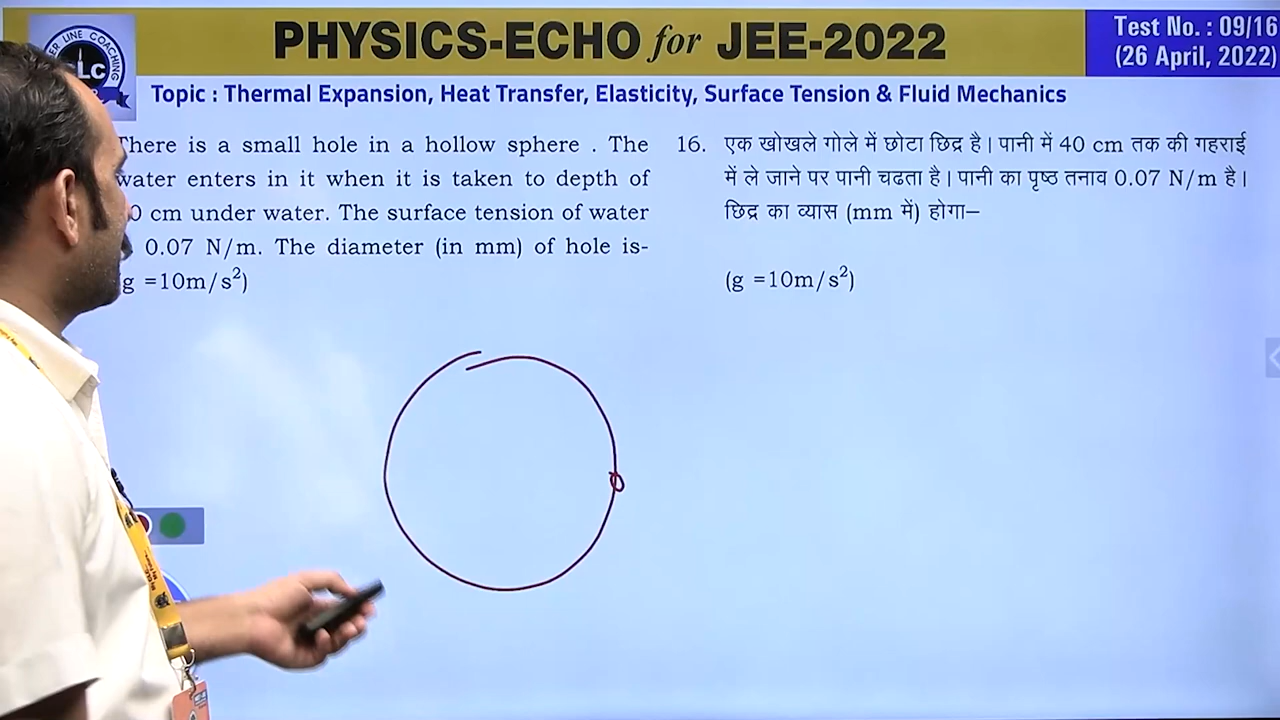 PHYSICS-ECHO for JEE-2022
Test No. : 09/16
(26 April, 2022)
LINE COACHING
Topic : Thermal Expansion, Heat Transfer, Elasticity, Surface Tension & Fluid Mechanics
There is a small hole in a hollow sphere . The
water enters in it when it is taken to depth of
cm under water. The surface tension of water
0.07 N/m. The diameter (in mm) of hole is-
(g =10m/s²)
16. एक खोखले गोले में छोटा छिद्र है। पानी में 40 cm तक की गहराई
में ले जाने पर पानी चढता है। पानी का पृष्ठ तनाव 0.07 N/m है।
छिद्र का व्यास (mm में) होगा–
(g =10m/s²)